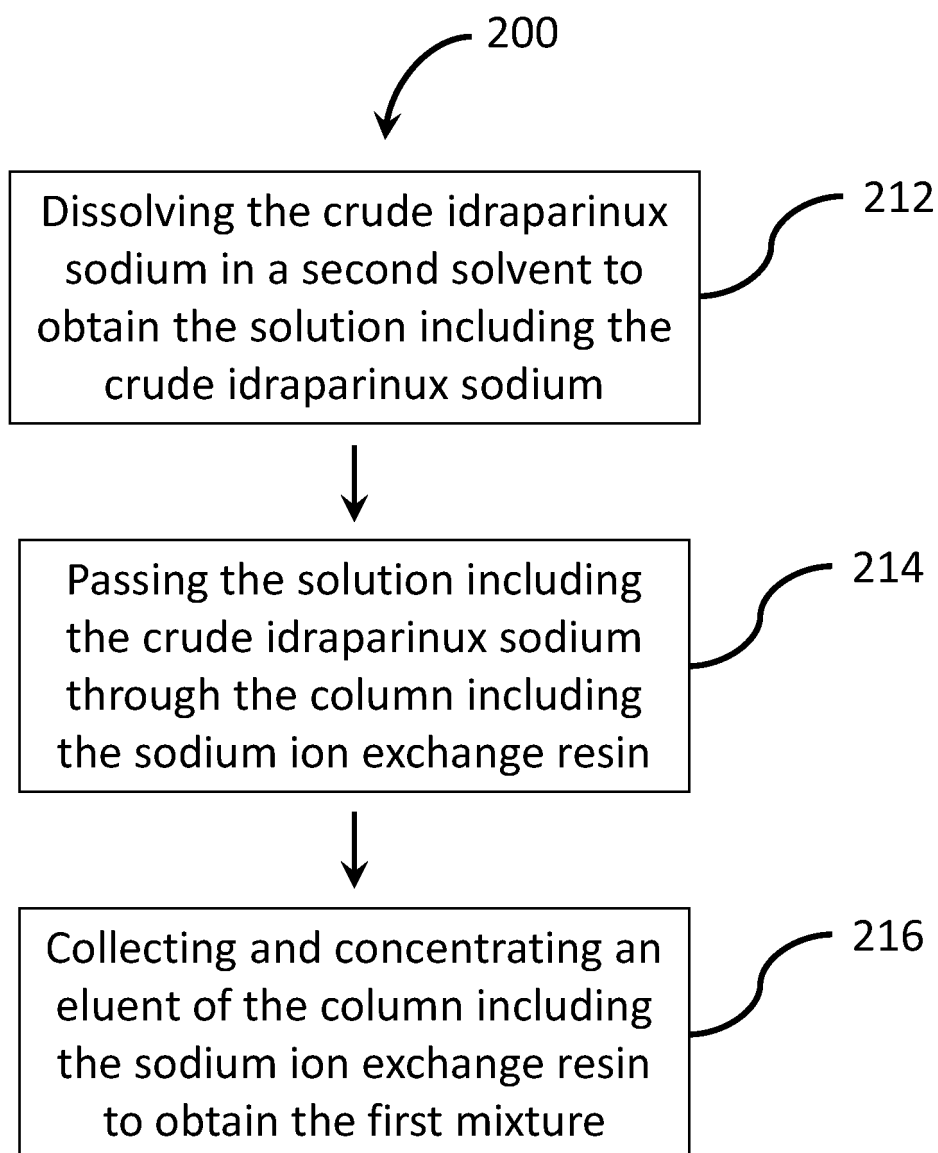 200
Dissolving the crude idraparinux
sodium in a second solvent to
obtain the solution including the
crude idraparinux sodium
212
Passing the solution including
the crude idraparinux sodium
through the column including
the sodium ion exchange resin
214
Collecting and concentrating an
eluent of the column including
the sodium ion exchange resin
to obtain the first mixture
216